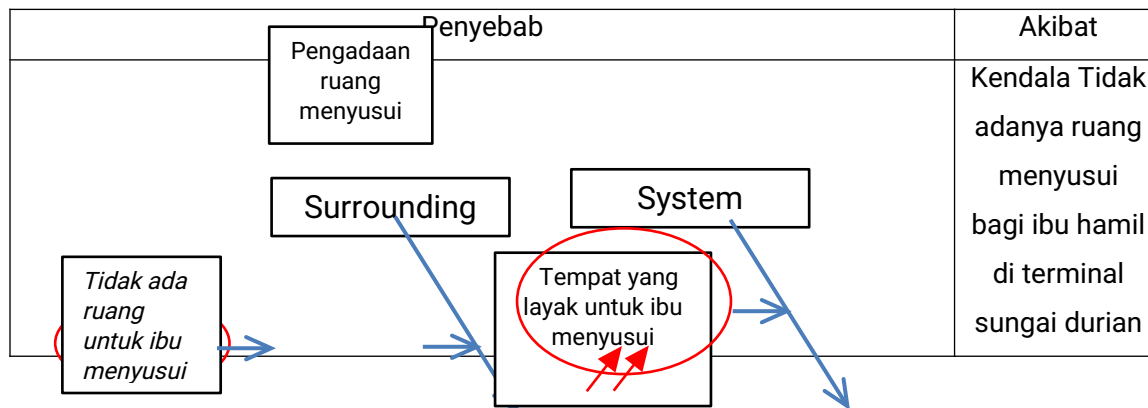 Penyebab
Akibat
Pengadaan
ruang
menyusui
Surrounding
System
Tidak ada
ruang
untuk ibu
menyusui
Tempat yang
layak untuk ibu
menyusui
Kendala Tidak
adanya ruang
menyusui
bagi ibu hamil
di terminal
sungai durian